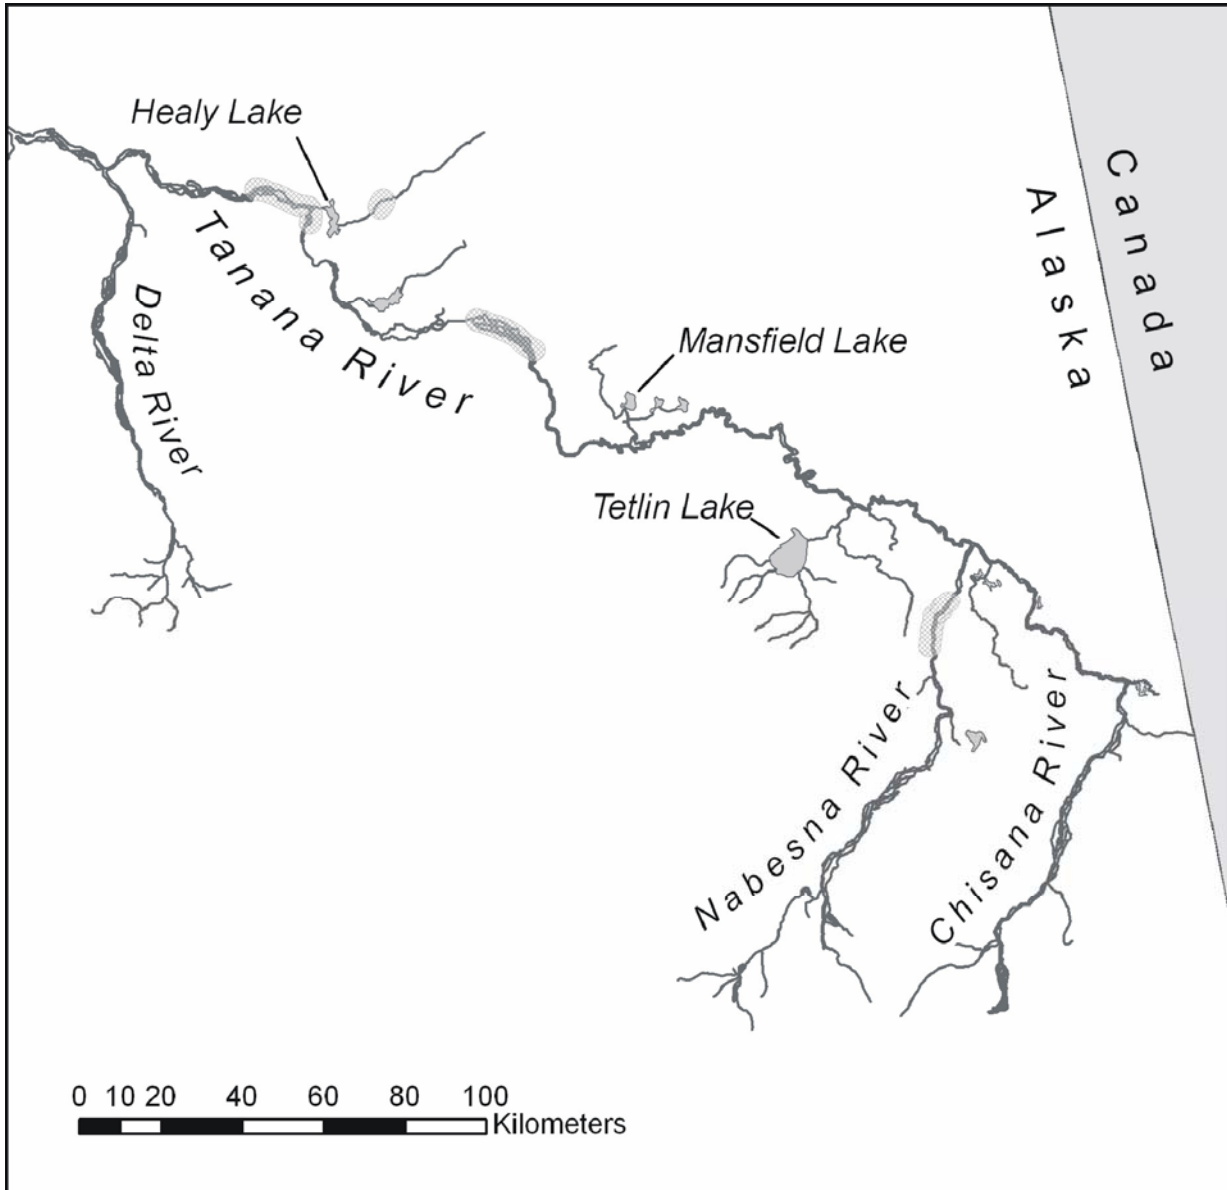 Healy Lake
Canada
Alaska
Tanana River
Delta River
Mansfield Lake
Tetlin Lake
Nabesna River
Chisana River
0 10 20 40 60 80 100
Kilometers